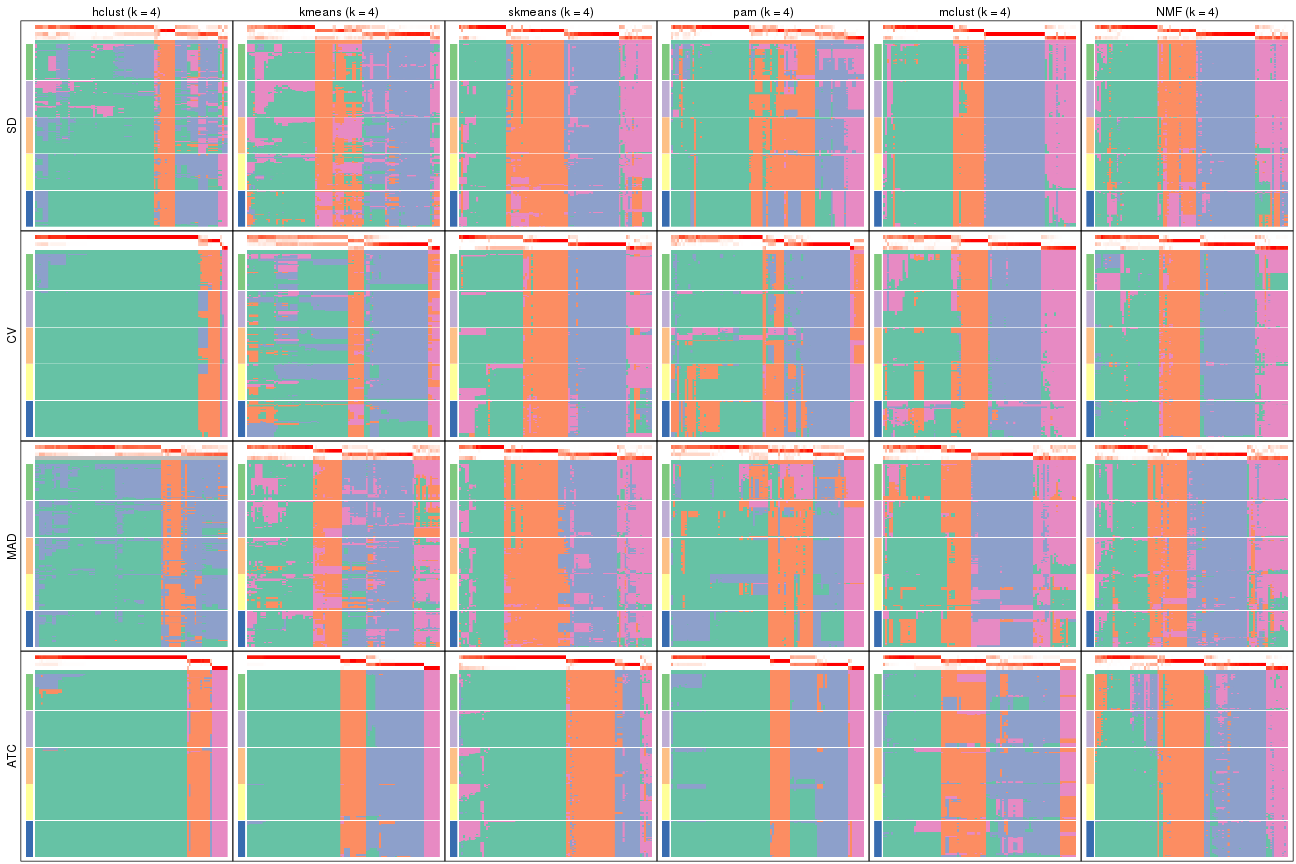 hclust (k = 4) kmeans (k = 4) skmeans (k = 4) pam (k = 4) mclust (k = 4) NMF (k = 4)
SD
CV
MAD
ATC